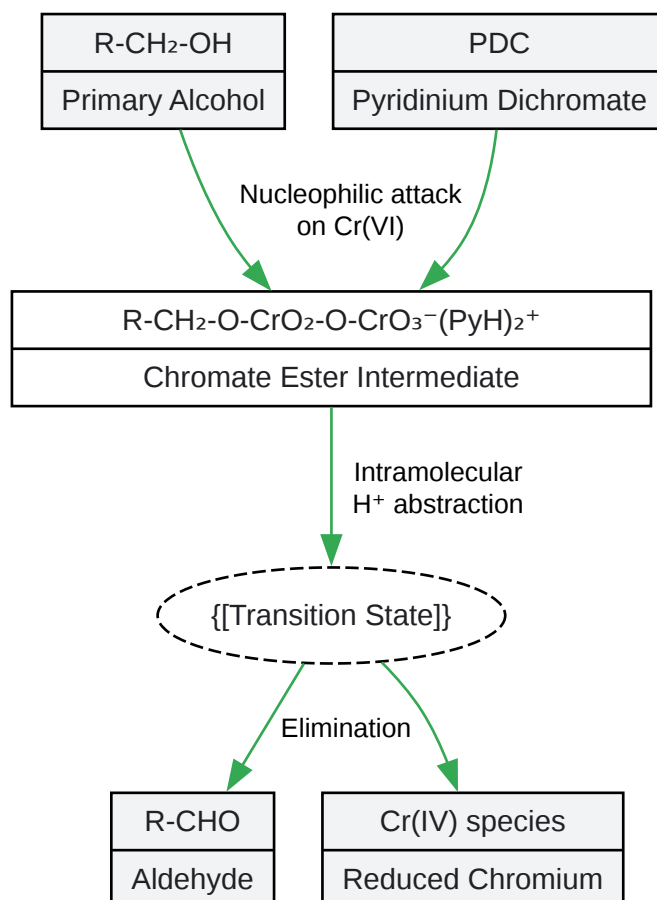 R-CH₂-OH
Primary Alcohol
PDC
Pyridinium Dichromate
Nucleophilic attack
on Cr(VI)
R-CH₂-O-CrO₂-O-CrO₃⁻(PyH)₂⁺
Chromate Ester Intermediate
Intramolecular
H⁺ abstraction
{[Transition State]}
Elimination
R-CHO
Aldehyde
Cr(IV) species
Reduced Chromium